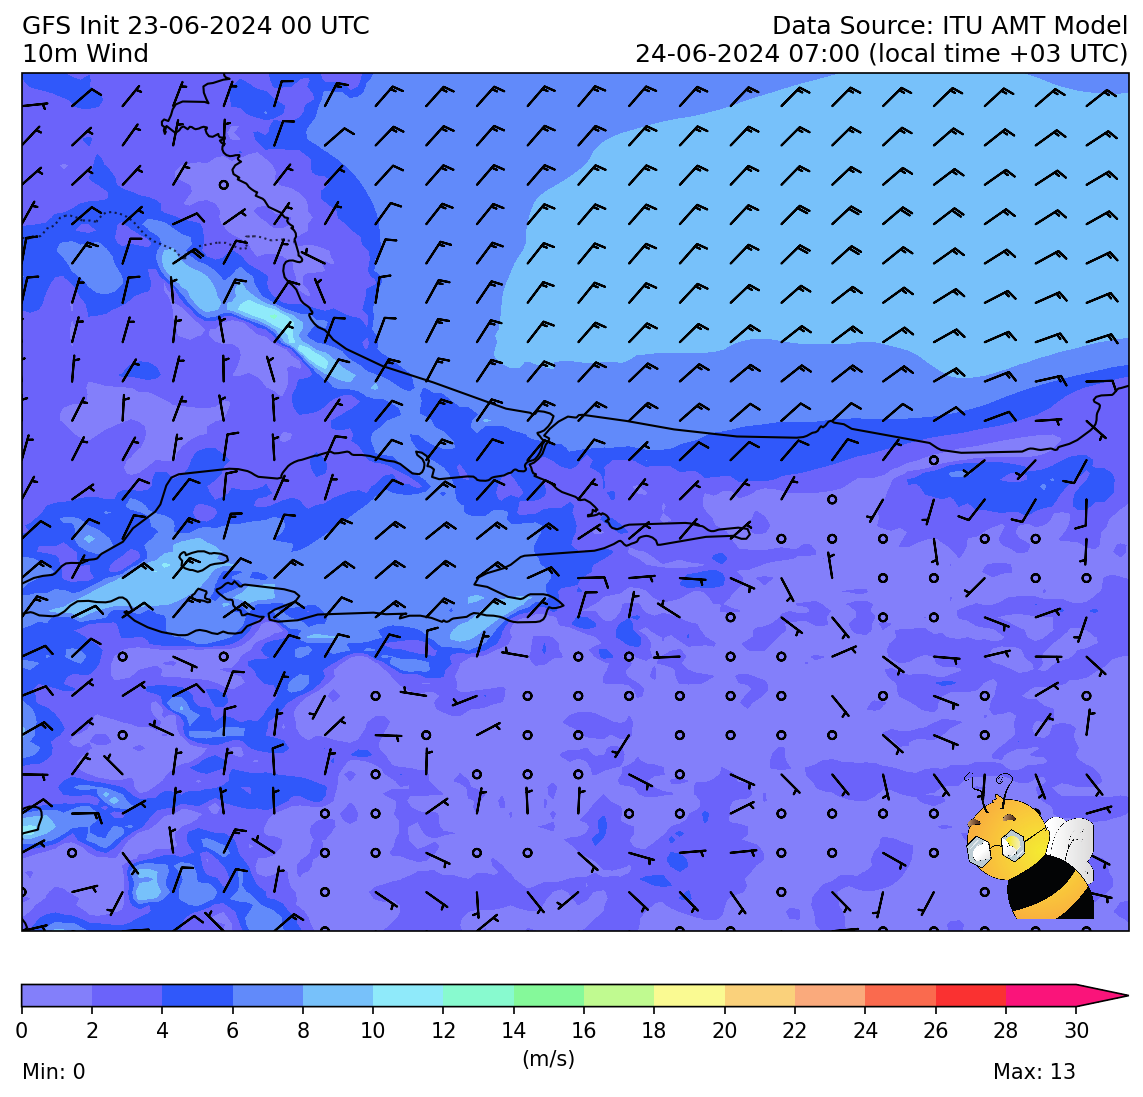 GFS Init 23-06-2024 00 UTC
Data Source: ITU AMT Model
10m Wind
24-06-2024 07:00 (local time +03 UTC)
0 2 4 6 8 10 12 14 16 18 20 22 24 26 28 30
(m/s)
Min: 0
Max: 13